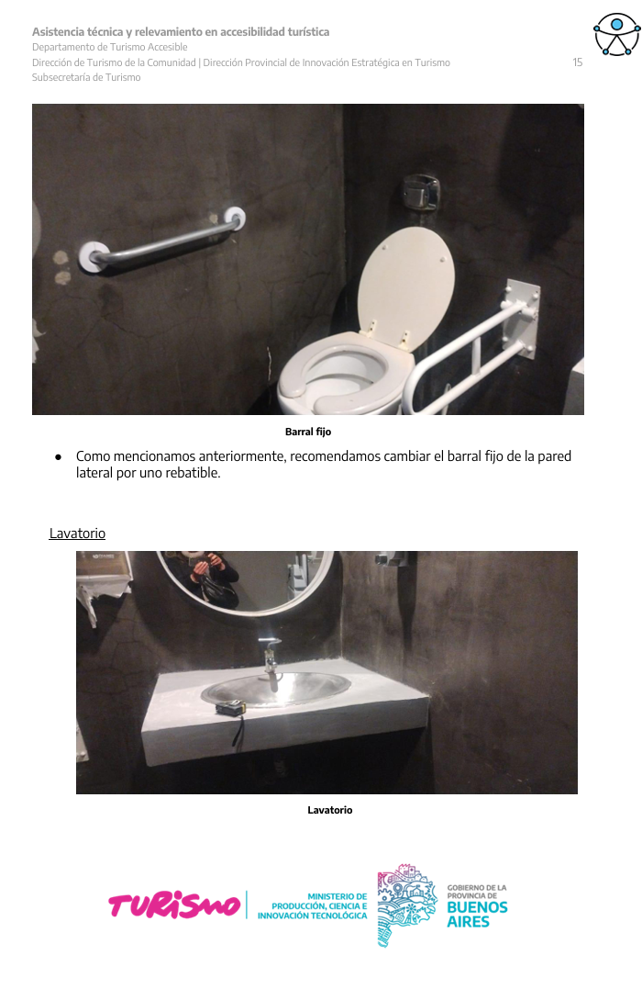 Asistencia técnica y relevamiento en accesibilidad turística
Departamento de Turismo Accesible
Dirección de Turismo de la Comunidad | Dirección Provincial de Innovación Estratégica en Turismo
15
Subsecretaría de Turismo
Barral fijo
● Como mencionamos anteriormente, recomendamos cambiar el barral fijo de la pared
lateral por uno rebatible.
Lavatorio
Lavatorio
TURISMO
MINISTERIO DE
PRODUCCIÓN, CIENCIA E
INNOVACIÓN TECNOLÓGICA
GOBIERNO DE LA
PROVINCIA DE
BUENOS
AIRES